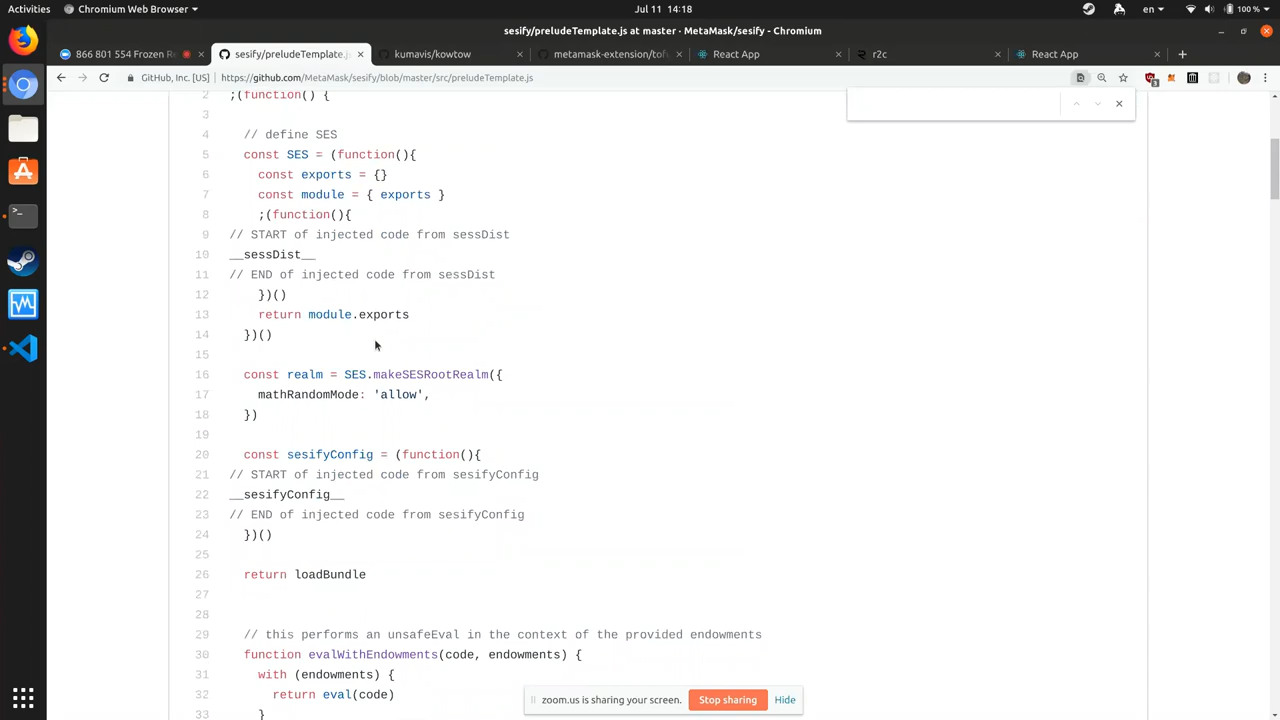 Activities
Chromium Web Browser
Jul 11 14:18
en
100 %
sesify/preludeTemplate.js at master · MetaMask/sesify - Chromium
866 801 554 Frozen Re
sesify/preludeTemplate.js
kumavis/kowtow
metamask-extension/tofu
React App
r2c
React App
GitHub, Inc. [US]
https://github.com/MetaMask/sesify/blob/master/src/preludeTemplate.js
3
2 ;(function() {
3
4 // define SES
5 const SES = (function(){
6 const exports = {}
7 const module = { exports }
8 ;(function(){
9 // START of injected code from sessDist
10 __sessDist__
11 // END of injected code from sessDist
12 })()
13 return module.exports
14 })()
15
16 const realm = SES.makeSESRootRealm({
17 mathRandomMode: 'allow',
18 })
19
20 const sesifyConfig = (function(){
21 // START of injected code from sesifyConfig
22 __sesifyConfig__
23 // END of injected code from sesifyConfig
24 })()
25
26 return loadBundle
27
28
29 // this performs an unsafeEval in the context of the provided endowments
30 function evalWithEndowments(code, endowments) {
31 with (endowments) {
32 return eval(code)
33 }
zoom.us is sharing your screen.
Stop sharing
Hide